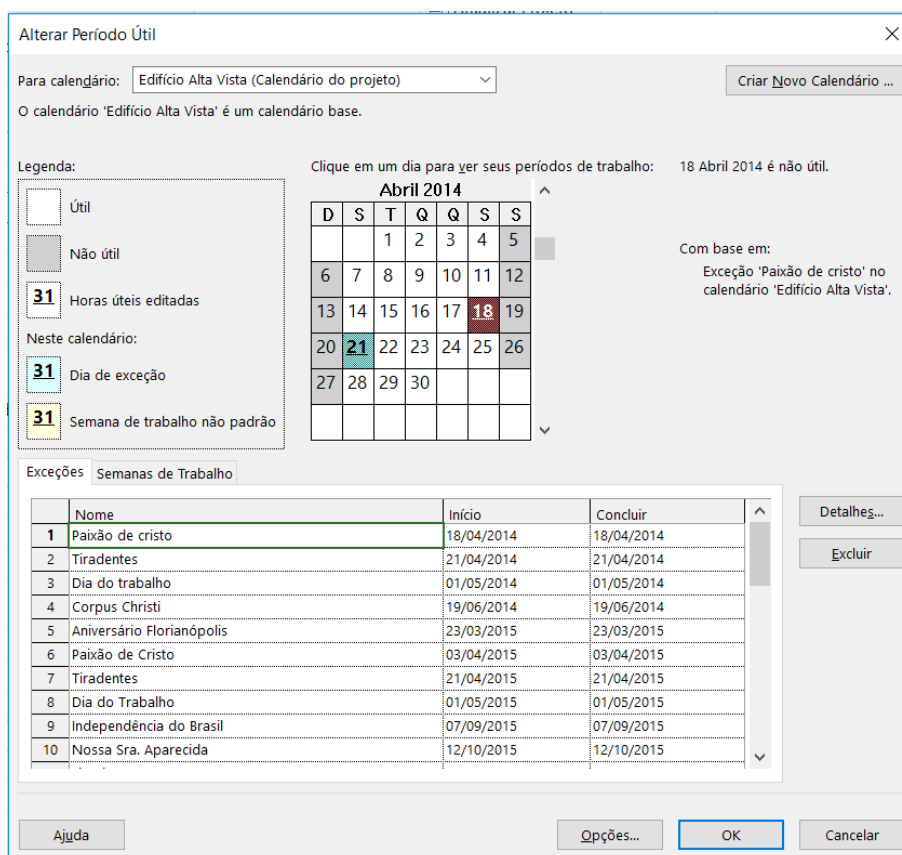 Alterar Período Útil
Para calendário: Edifício Alta Vista (Calendário do projeto) Criar Novo Calendário ...
O calendário 'Edifício Alta Vista' é um calendário base.
Legenda: Clique em um dia para ver seus períodos de trabalho: 18 Abril 2014 é não útil.
Abril 2014
Útil
D S T Q Q S S
1 2 3 4 5
Não útil
Com base em:
6 7 8 9 10 11 12
Exceção 'Paixão de cristo' no
calendário 'Edifício Alta Vista'.
31 Horas úteis editadas
13 14 15 16 17 18 19
Neste calendário:
20 21 22 23 24 25 26
31 Dia de exceção
27 28 29 30
31 Semana de trabalho não padrão
Exceções Semanas de Trabalho
Nome Início Concluir Detalhes...
1 Paixão de cristo 18/04/2014 18/04/2014
2 Tiradentes 21/04/2014 21/04/2014 Excluir
3 Dia do trabalho 01/05/2014 01/05/2014
4 Corpus Christi 19/06/2014 19/06/2014
5 Aniversário Florianópolis 23/03/2015 23/03/2015
6 Paixão de Cristo 03/04/2015 03/04/2015
7 Tiradentes 21/04/2015 21/04/2015
8 Dia do Trabalho 01/05/2015 01/05/2015
9 Independência do Brasil 07/09/2015 07/09/2015
10 Nossa Sra. Aparecida 12/10/2015 12/10/2015
Ajuda Opções... OK Cancelar